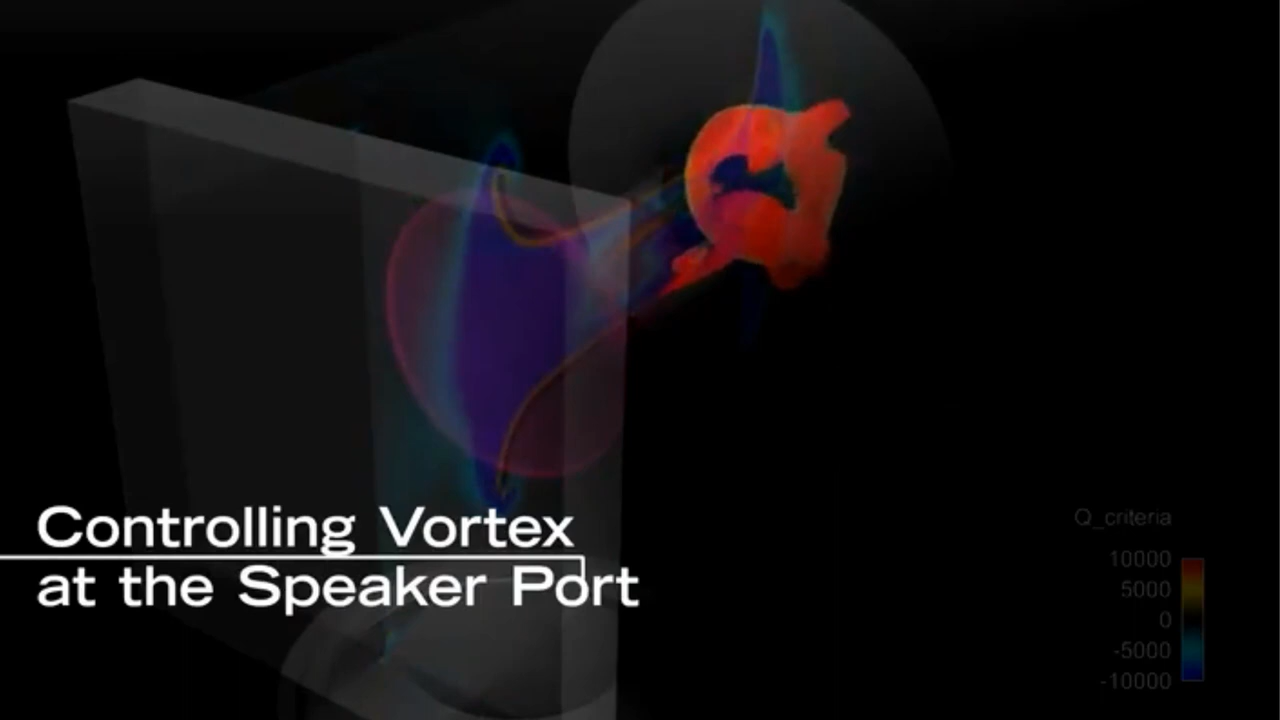 Controlling Vortex
at the Speaker Port
Q_criteria
10000
5000
0
-5000
-10000